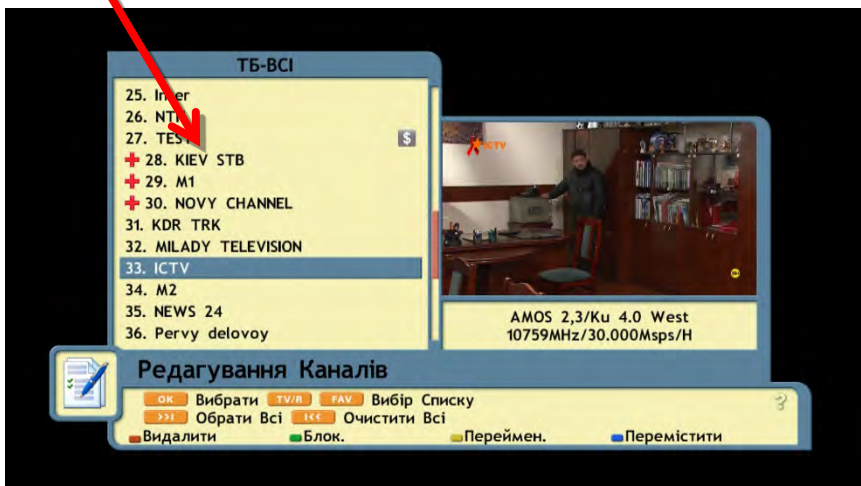 ТБ-ВСІ
25. Inter
26. NTN
27. TEST
$
28. KIEV STB
29. M1
30. NOVY CHANNEL
31. KDR TRK
32. MILADY TELEVISION
33. ICTV
34. M2
35. NEWS 24
36. Pervy delovoy
ICTV
AMOS 2,3/Ku 4.0 West
10759MHz/30.000Msps/H
Редагування Каналів
OK Вибрати TV/R FAV Вибір Списку
>>I Обрати Всі I<< Очистити Всі
?
Видалити Блок. Переймен. Перемістити